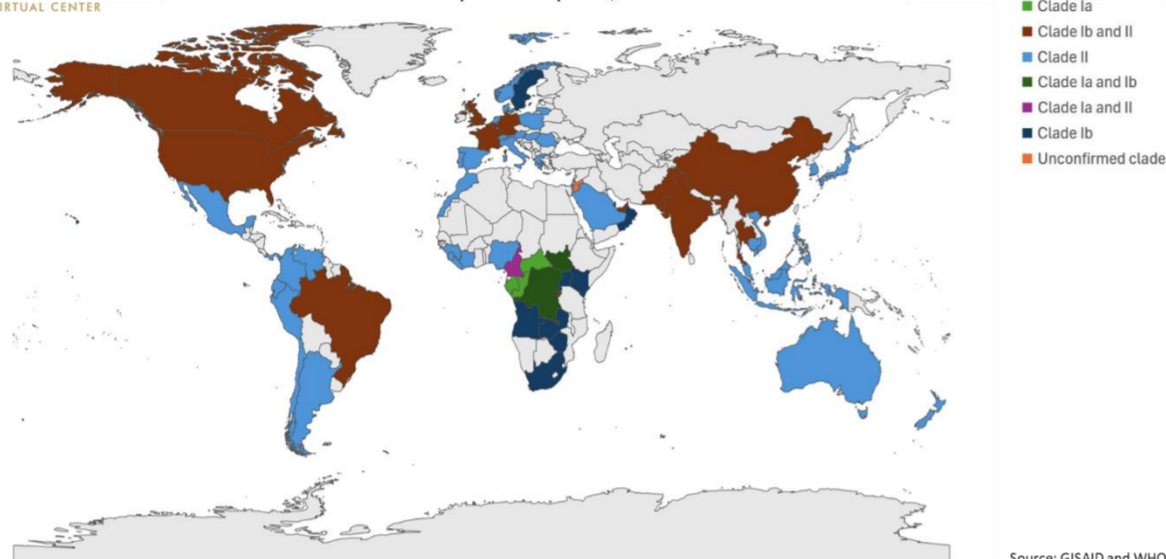 IRTUAL CENTER
Clade Ia
Clade Ib and II
Clade II
Clade Ia and Ib
Clade Ia and II
Clade Ib
Unconfirmed clade
Source: GISAID and WHO